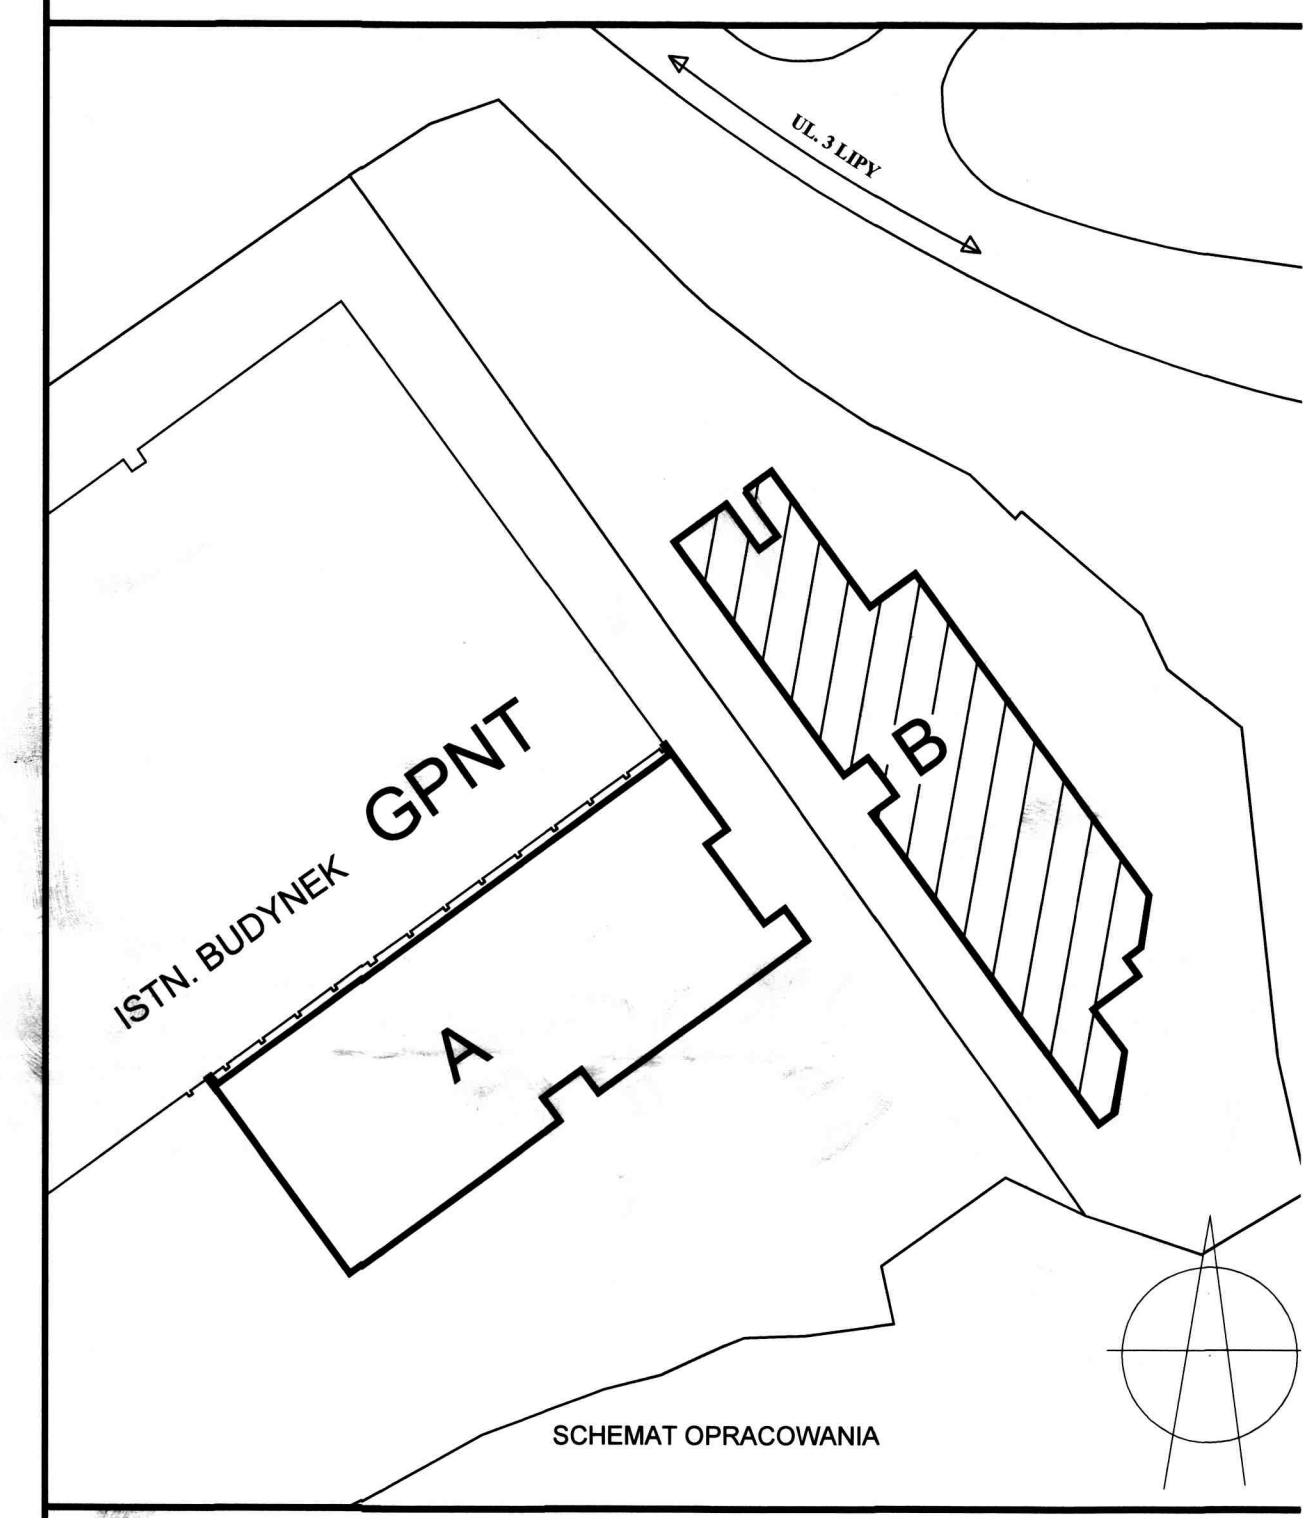 UL. 3 LIPY
B
ISTN. BUDYNEK GPNT
A
SCHEMAT OPRACOWANIA